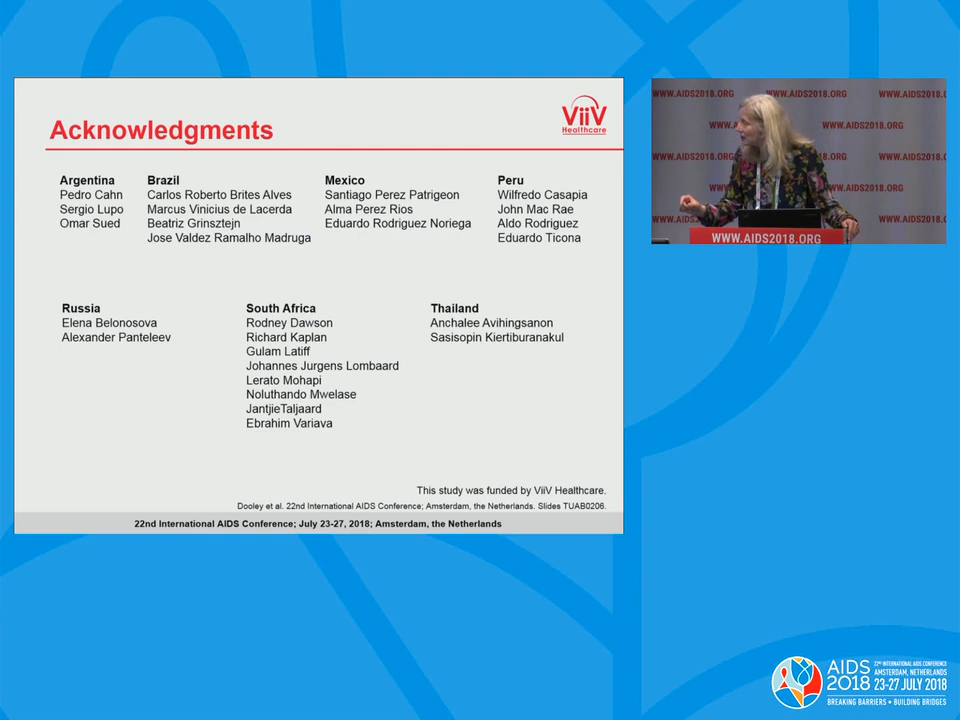 Acknowledgments
ViiV
Healthcare
Argentina
Pedro Cahn
Sergio Lupo
Omar Sued
Brazil
Carlos Roberto Brites Alves
Marcus Vinicius de Lacerda
Beatriz Grinsztejn
Jose Valdez Ramalho Madruga
Mexico
Santiago Perez Patrigeon
Alma Perez Rios
Eduardo Rodriguez Noriega
Peru
Wilfredo Casapia
John Mac Rae
Aldo Rodriguez
Eduardo Ticona
Russia
Elena Belonosova
Alexander Panteleev
South Africa
Rodney Dawson
Richard Kaplan
Gulam Latiff
Johannes Jurgens Lombaard
Lerato Mohapi
Noluthando Mwelase
JantjieTaljaard
Ebrahim Variava
Thailand
Anchalee Avihingsanon
Sasisopin Kiertiburanakul
This study was funded by ViiV Healthcare.
Dooley et al. 22nd International AIDS Conference; Amsterdam, the Netherlands. Slides TUAB0206.
22nd International AIDS Conference; July 23-27, 2018; Amsterdam, the Netherlands
WWW.AIDS2018.ORG
WWW.AIDS2018.ORG
WWW.AIDS2018.ORG
WWW.AIDS2018.ORG
WWW.AIDS2018.ORG
AIDS
2018
22ND INTERNATIONAL AIDS CONFERENCE
AMSTERDAM, NETHERLANDS
23-27 JULY 2018
BREAKING BARRIERS • BUILDING BRIDGES